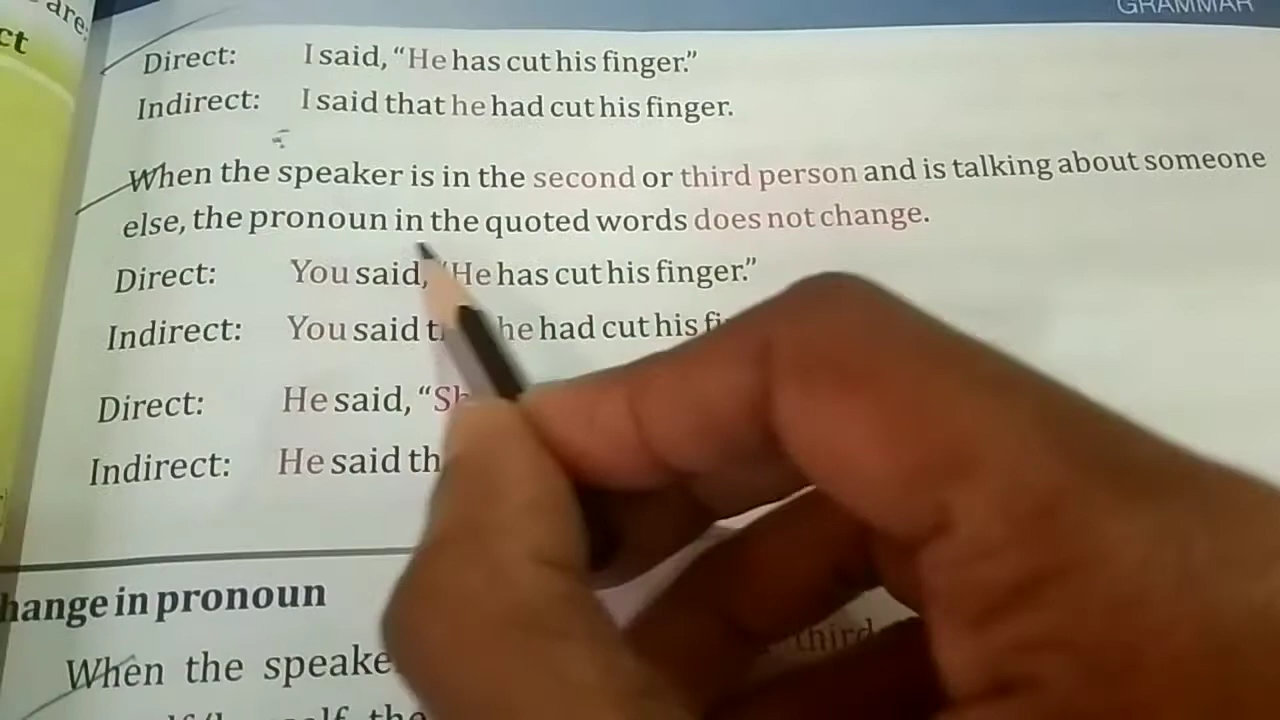 are:
ct
GRAMMAR
Direct: I said, “He has cut his finger.”
Indirect: I said that he had cut his finger.
When the speaker is in the second or third person and is talking about someone
else, the pronoun in the quoted words does not change.
Direct: You said, “He has cut his finger.”
Indirect: You said he had cut his
Direct: He said,
Indirect: He said
hange in pronoun
When the third
the